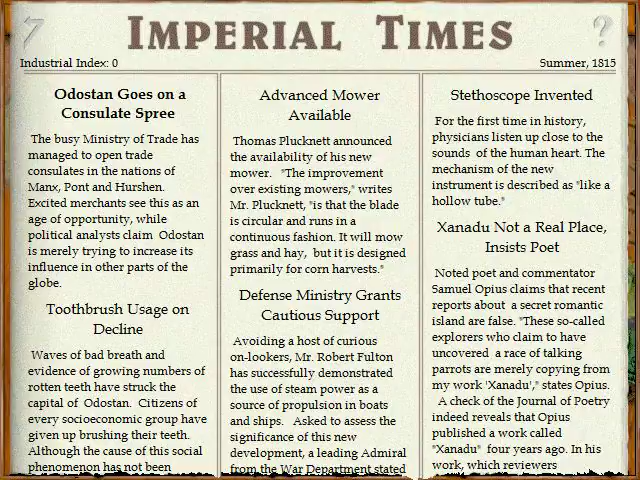 IMPERIAL TIMES
Industrial Index: 0
Summer, 1815
Odostan Goes on a
Consulate Spree
The busy Ministry of Trade has
managed to open trade
consulates in the nations of
Manx, Pont and Hurshen.
Excited merchants see this as an
age of opportunity, while
political analysts claim Odostan
is merely trying to increase its
influence in other parts of the
globe.
Toothbrush Usage on
Decline
Waves of bad breath and
evidence of growing numbers of
rotten teeth have struck the
capital of Odostan. Citizens of
every socioeconomic group have
given up brushing their teeth.
Although the cause of this social
phenomenon has not been
Advanced Mower
Available
Thomas Plucknett announced
the availability of his new
mower. "The improvement
over existing mowers," writes
Mr. Plucknett, "is that the blade
is circular and runs in a
continuous fashion. It will mow
grass and hay, but it is designed
primarily for corn harvests."
Defense Ministry Grants
Cautious Support
Avoiding a host of curious
on-lookers, Mr. Robert Fulton
has successfully demonstrated
the use of steam power as a
source of propulsion in boats
and ships. Asked to assess the
significance of this new
development, a leading Admiral
from the War Department stated
Stethoscope Invented
For the first time in history,
physicians listen up close to the
sounds of the human heart. The
mechanism of the new
instrument is described as "like a
hollow tube."
Xanadu Not a Real Place,
Insists Poet
Noted poet and commentator
Samuel Opius claims that recent
reports about a secret romantic
island are false. "These so-called
explorers who claim to have
uncovered a race of talking
parrots are merely copying from
my work 'Xanadu'," states Opius.
A check of the Journal of Poetry
indeed reveals that Opius
published a work called
"Xanadu" four years ago. In his
work, which reviewers